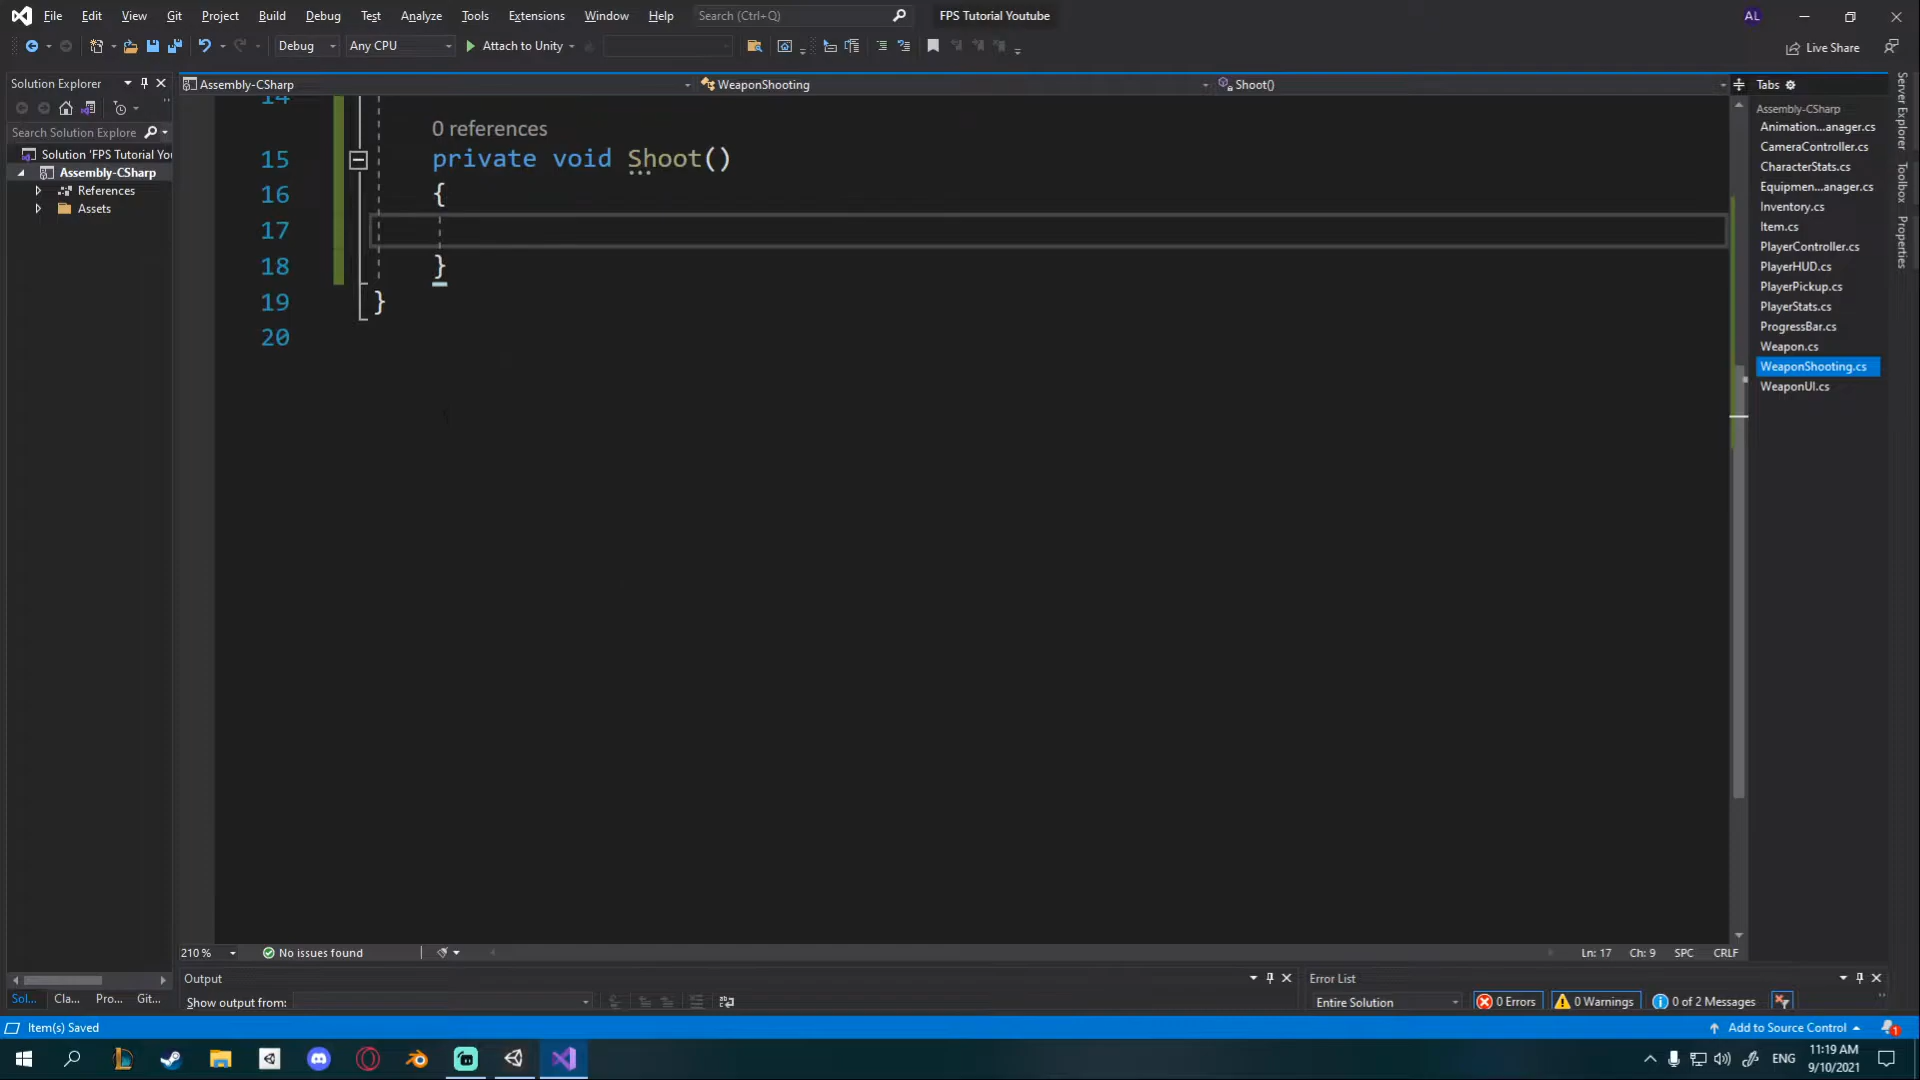 File Edit View Git Project Build Debug Test Analyze Tools Extensions Window Help Search (Ctrl+Q) FPS Tutorial Youtube AL
Debug Any CPU Attach to Unity Live Share
Solution Explorer
Search Solution Explorer
Solution 'FPS Tutorial Yo
Assembly-CSharp
References
Assets
Assembly-CSharp WeaponShooting Shoot()
14
0 references
15 private void Shoot()
16 {
17
18 }
19 }
20
Tabs
Assembly-CSharp
Animation...anager.cs
CameraController.cs
CharacterStats.cs
Equipmen...anager.cs
Inventory.cs
Item.cs
PlayerController.cs
PlayerHUD.cs
PlayerPickup.cs
PlayerStats.cs
ProgressBar.cs
Weapon.cs
WeaponShooting.cs
WeaponUI.cs
Server Explorer
Toolbox
Properties
210 % No issues found Ln: 17 Ch: 9 SPC CRLF
Output
Show output from:
Error List
Entire Solution 0 Errors 0 Warnings 0 of 2 Messages
Sol... Cla... Pro... Git...
Item(s) Saved Add to Source Control 1
ENG 11:19 AM
9/10/2021